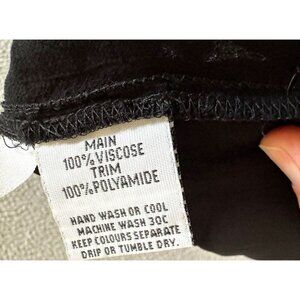 MAIN
100%VISCOSE
TRIM
100%POLYAMIDE
HAND WASH OR COOL
MACHINE WASH 30C
KEEP COLOURS SEPARATE
DRIP OR TUMBLE DRY.